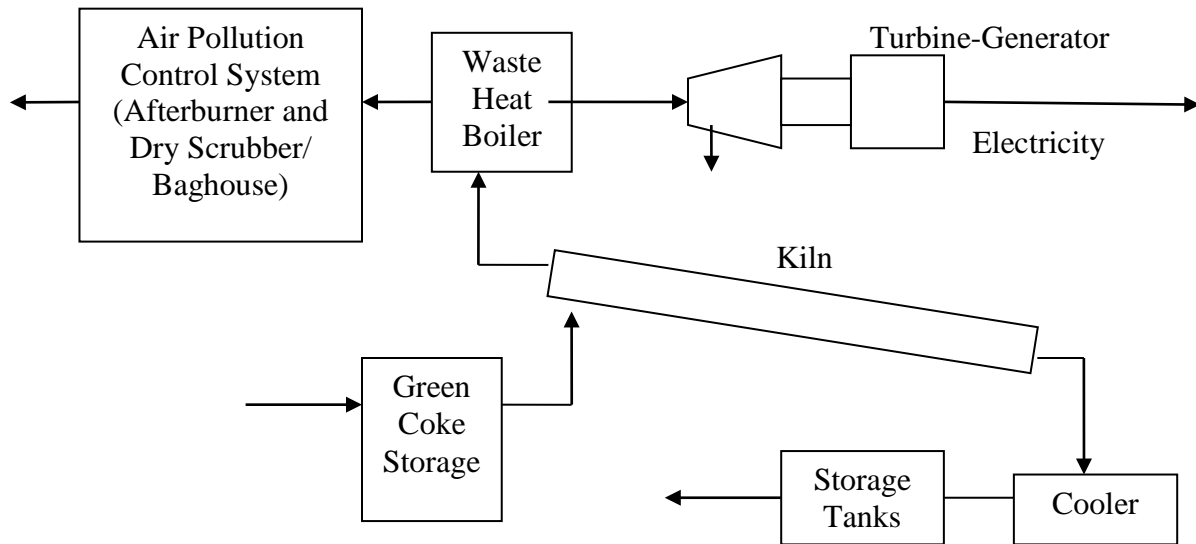 Air Pollution
Control System
(Afterburner and
Dry Scrubber/
Baghouse)
Waste
Heat
Boiler
Turbine-Generator
Electricity
Kiln
Green
Coke
Storage
Storage
Tanks
Cooler